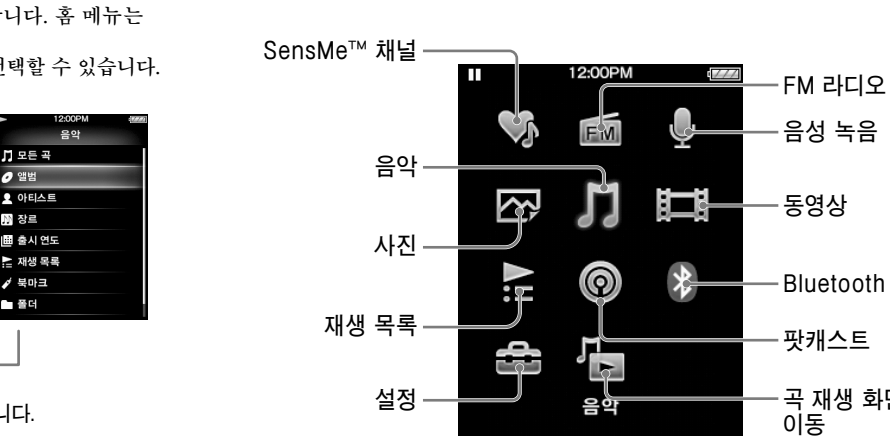 니다. 홈 메뉴는
선택할 수 있습니다.
12:00PM
음악
모든 곡
앨범
아티스트
장르
출시 연도
재생 목록
북마크
폴더
니다.
SensMe™ 채널
음악
사진
재생 목록
설정
12:00PM
FM
음악
FM 라디오
음성 녹음
동영상
Bluetooth
팟캐스트
곡 재생 화면
이동